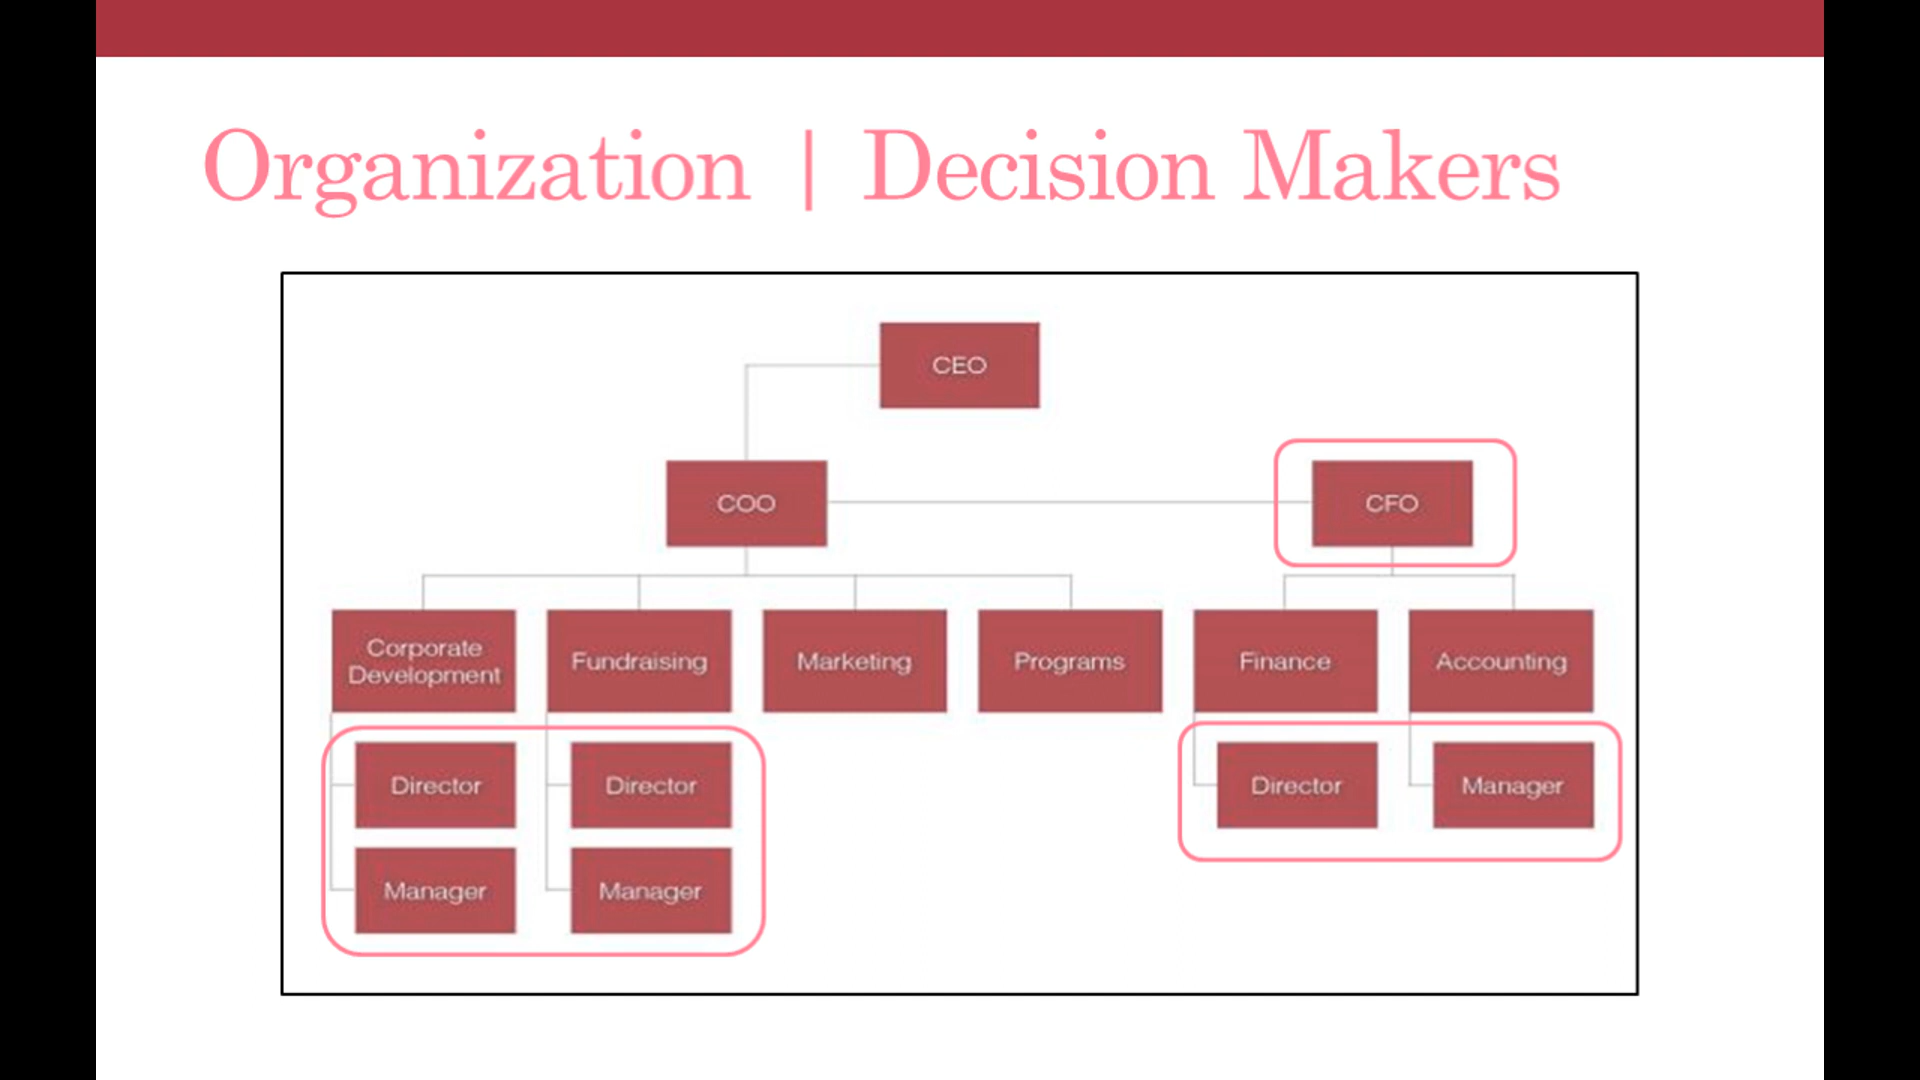 Organization | Decision Makers
CEO
COO
CFO
Corporate
Development
Fundraising
Marketing
Programs
Finance
Accounting
Director
Director
Director
Manager
Manager
Manager